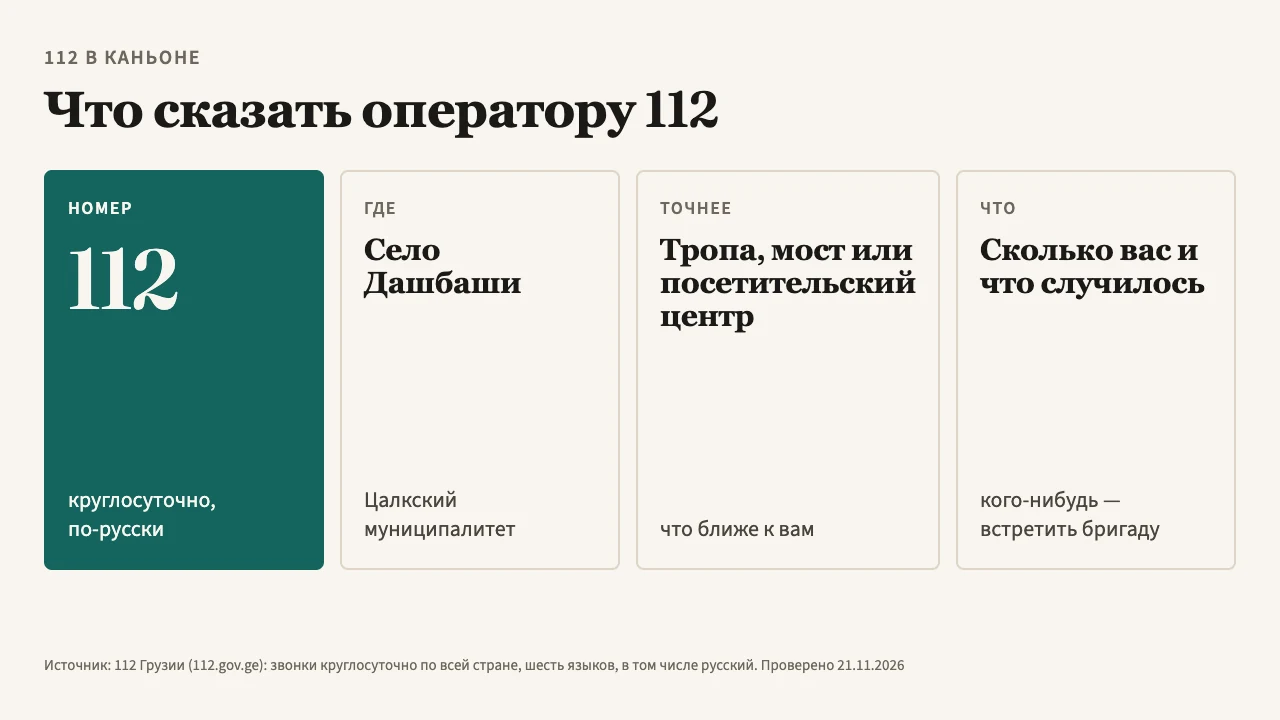 112 В КАНЬОНЕ
Что сказать оператору 112
НОМЕР
112
круглосуточно,
по-русски
ГДЕ
Село
Дашбаши
Цалкский
муниципалитет
ТОЧНЕЕ
Тропа, мост или
посетительский
центр
что ближе к вам
ЧТО
Сколько вас и
что случилось
кого-нибудь —
встретить бригаду
Источник: 112 Грузии (112.gov.ge): звонки круглосуточно по всей стране, шесть языков, в том числе русский. Проверено 21.11.2026